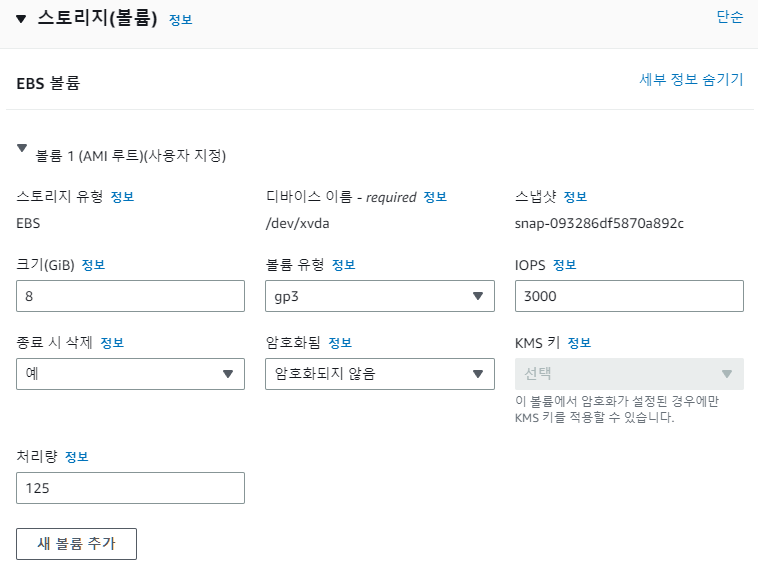 스토리지(볼륨) 정보 단순
EBS 볼륨 세부 정보 숨기기
볼륨 1 (AMI 루트)(사용자 지정)
스토리지 유형 정보 디바이스 이름 - required 정보 스냅샷 정보
EBS /dev/xvda snap-093286df5870a892c
크기(GiB) 정보 볼륨 유형 정보 IOPS 정보
8 gp3 3000
종료 시 삭제 정보 암호화됨 정보 KMS 키 정보
예 암호화되지 않음 선택
이 볼륨에서 암호화가 설정된 경우에만
KMS 키를 적용할 수 있습니다.
처리량 정보
125
새 볼륨 추가